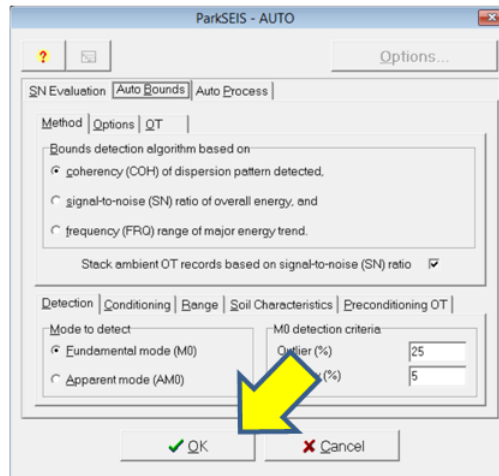 ParkSEIS - AUTO
?
Options...
SN Evaluation Auto Bounds Auto Process
Method Options OT
Bounds detection algorithm based on
coherency (COH) of dispersion pattern detected,
signal-to-noise (SN) ratio of overall energy, and
frequency (FRQ) range of major energy trend.
Stack ambient OT records based on signal-to-noise (SN) ratio
Detection Conditioning Range Soil Characteristics Preconditioning OT
Mode to detect M0 detection criteria
Fundamental mode (M0) Outlier (%) 25
Apparent mode (AM0) (%) 5
OK Cancel